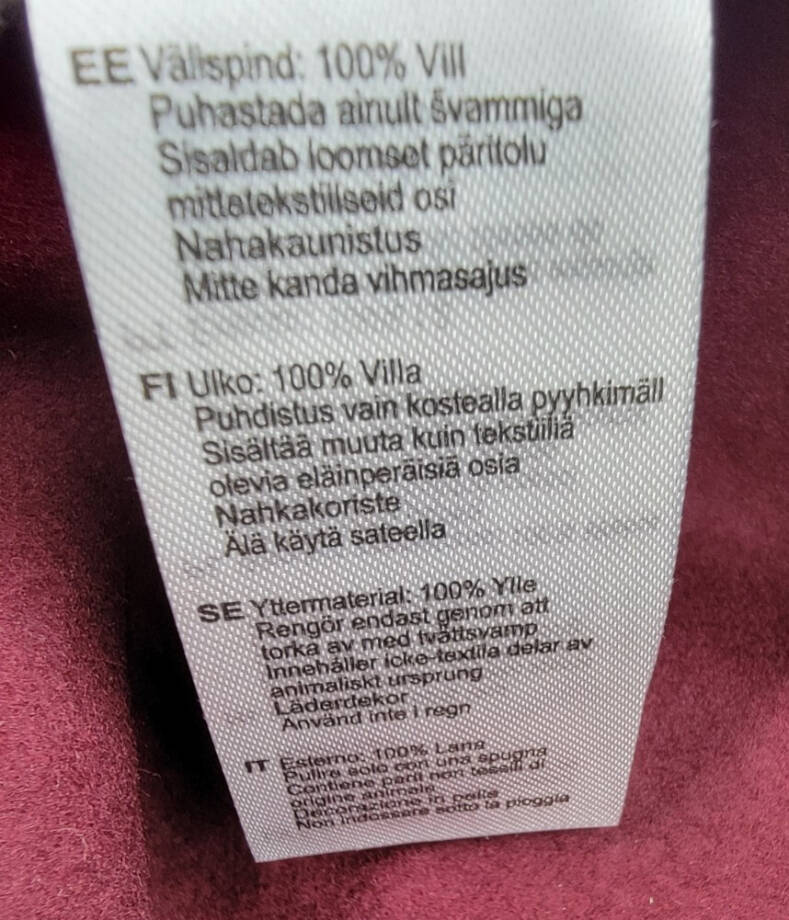 EE Välispind: 100% Vill
Puhastada ainult švammiga
Sisaldab loomset päritolu
mittetekstiilseid osi
Nahakaunistus
Mitte kanda vihmasajus
FI Ulko: 100% Villa
Puhdistus vain kostealla pyyhkimäll
Sisältää muuta kuin tekstiiliä
olevia eläinperäisiä osia
Nahkakoriste
Älä käytä sateella
SE Yttermaterial: 100% Ylle
Rengör endast genom att
torka av med tvättsvamp
Innehåller icke-textila delar av
animaliskt ursprung
Läderdekor
Använd inte i regn
IT Esterno: 100% Lana
Pulire solo con una spugna
Contiene parti non tessili di
origine animale
Decorazione in pelle
Non indossare sotto la pioggia